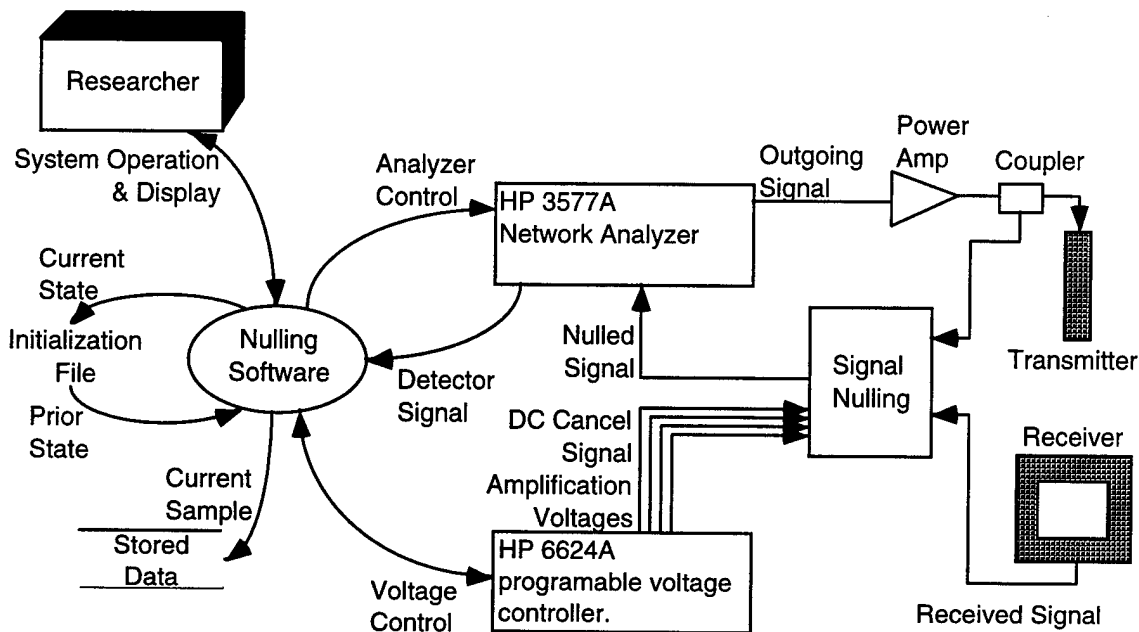 Researcher
System Operation
& Display
Current
State
Initialization
File
Prior
State
Nulling
Software
Current
Sample
Stored
Data
Analyzer
Control
HP 3577A
Network Analyzer
Detector
Signal
Voltage
Control
Outgoing
Signal
Power
Amp
Coupler
Transmitter
Nulled
Signal
Signal
Nulling
DC Cancel
Signal
Amplification
Voltages
HP 6624A
programable voltage
controller.
Receiver
Received Signal